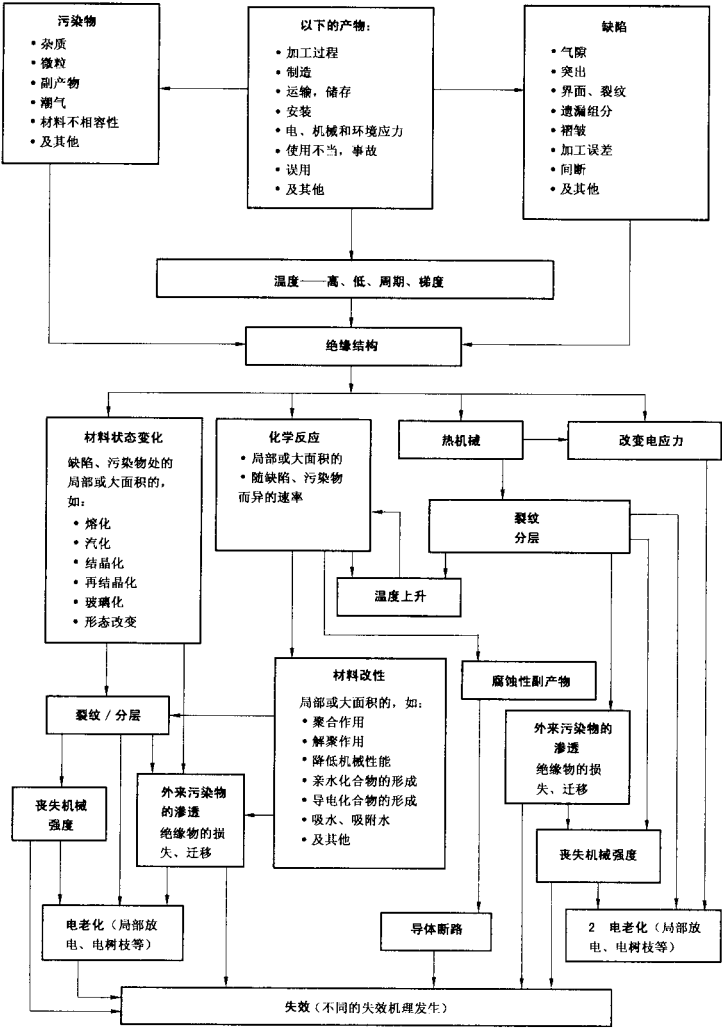 污染物
• 杂质
• 微粒
• 副产物
• 潮气
• 材料不相容性
• 及其他
以下的产物：
• 加工过程
• 制造
• 运输，储存
• 安装
• 电、机械和环境应力
• 使用不当，事故
• 误用
• 及其他
缺陷
• 气隙
• 突出
• 界面、裂纹
• 遗漏组分
• 褶皱
• 加工误差
• 间断
• 及其他
温度——高、低、周期、梯度
绝缘结构
材料状态变化
缺陷、污染物处的
局部或大面积的，
如：
• 熔化
• 汽化
• 结晶化
• 再结晶化
• 玻璃化
• 形态改变
化学反应
• 局部或大面积的
• 随缺陷、污染物
而异的速率
热机械
改变电应力
裂纹
分层
温度上升
材料改性
局部或大面积的，如：
• 聚合作用
• 解聚作用
• 降低机械性能
• 亲水化合物的形成
• 导电化合物的形成
• 吸水、吸附水
• 及其他
腐蚀性副产物
裂纹/分层
外来污染物的
渗透
绝缘物的损
失、迁移
丧失机械
强度
外来污染物
的渗透
绝缘物的损
失、迁移
丧失机械强度
电老化（局部放
电、电树枝等）
导体断路
2 电老化（局部放
电、电树枝等）
失效（不同的失效机理发生）